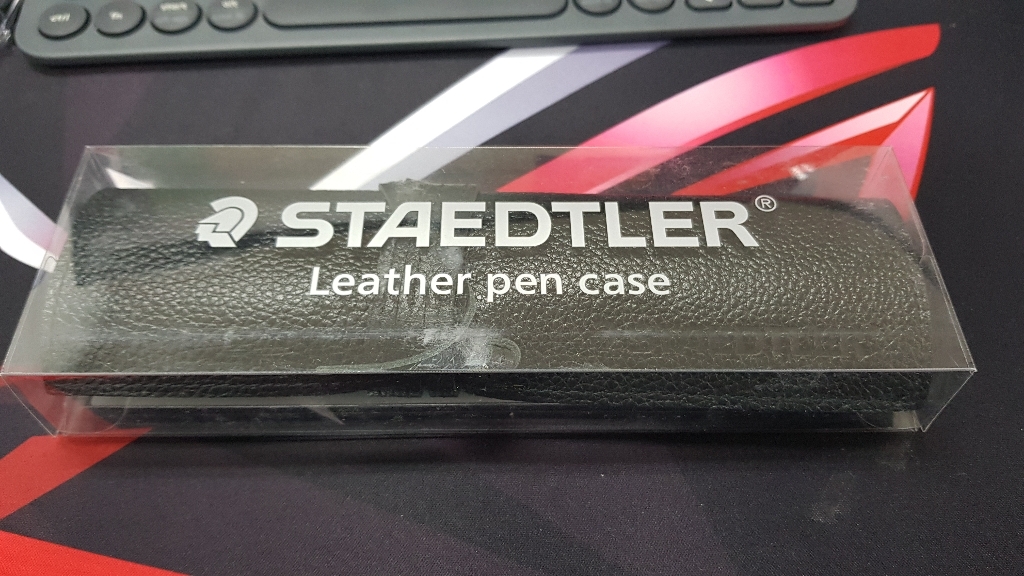 STAEDTLER®
Leather pen case